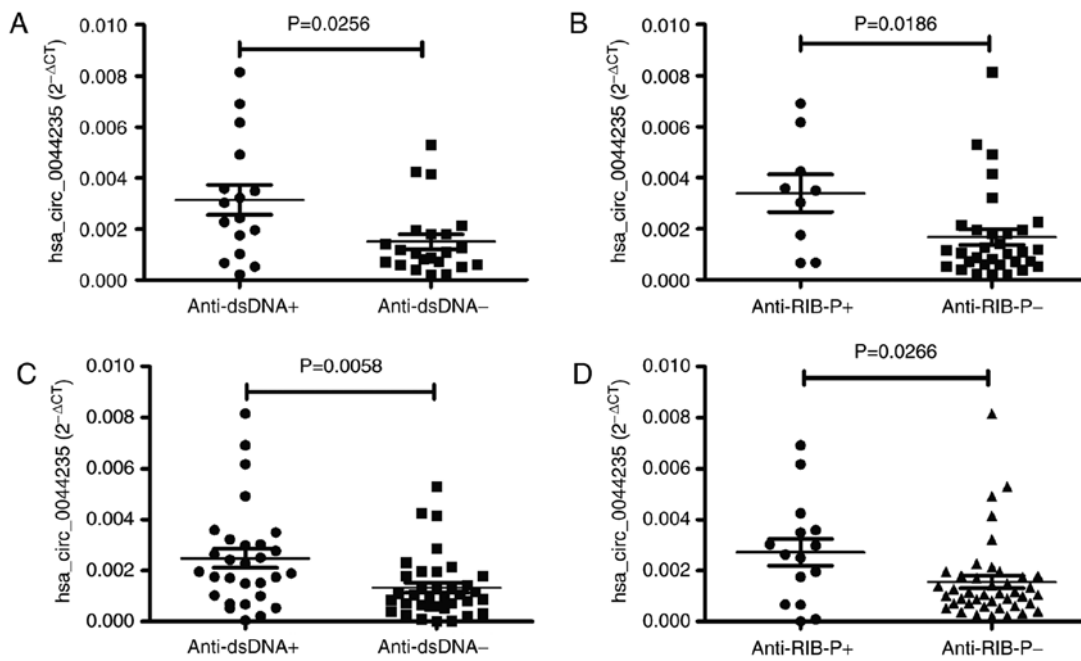 A
P=0.0256
hsa_circ_0044235 (2⁻ΔCT)
0.010
0.008
0.006
0.004
0.002
0.000
Anti-dsDNA+ Anti-dsDNA−
B
P=0.0186
hsa_circ_0044235 (2⁻ΔCT)
0.010
0.008
0.006
0.004
0.002
0.000
Anti-RIB-P+ Anti-RIB-P−
C
P=0.0058
hsa_circ_0044235 (2⁻ΔCT)
0.010
0.008
0.006
0.004
0.002
0.000
Anti-dsDNA+ Anti-dsDNA−
D
P=0.0266
hsa_circ_0044235 (2⁻ΔCT)
0.010
0.008
0.006
0.004
0.002
0.000
Anti-RIB-P+ Anti-RIB-P−